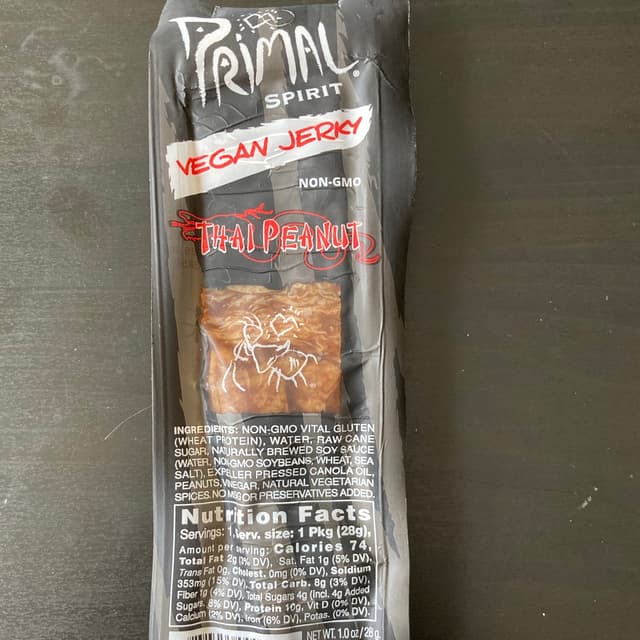 PRIMAL
SPIRIT
VEGAN JERKY
NON-GMO
THAI PEANUT
INGREDIENTS: NON-GMO VITAL GLUTEN
(WHEAT PROTEIN), WATER, RAW CANE
SUGAR, NATURALLY BREWED SOY SAUCE
(WATER, NON-GMO SOYBEANS, WHEAT, SEA
SALT), EXPELLER PRESSED CANOLA OIL,
PEANUTS, VINEGAR, NATURAL VEGETARIAN
SPICES. NO MSG OR PRESERVATIVES ADDED.
Nutrition Facts
Servings: 1, Serv. size: 1 Pkg (28g),
Amount per serving: Calories 74,
Total Fat 2g (% DV), Sat. Fat 1g (5% DV),
Trans Fat 0g, Cholest. 0mg (0% DV), Soldium
353mg (15% DV), Total Carb. 8g (3% DV),
Fiber 1g (4% DV), Total Sugars 4g (Incl. 4g Added
Sugars, 8% DV), Protein 10g, Vit D (0% DV),
Calcium (2% DV), Iron (6% DV), Potas. (0% DV).
NET WT. 1.0 oz / 28 g.